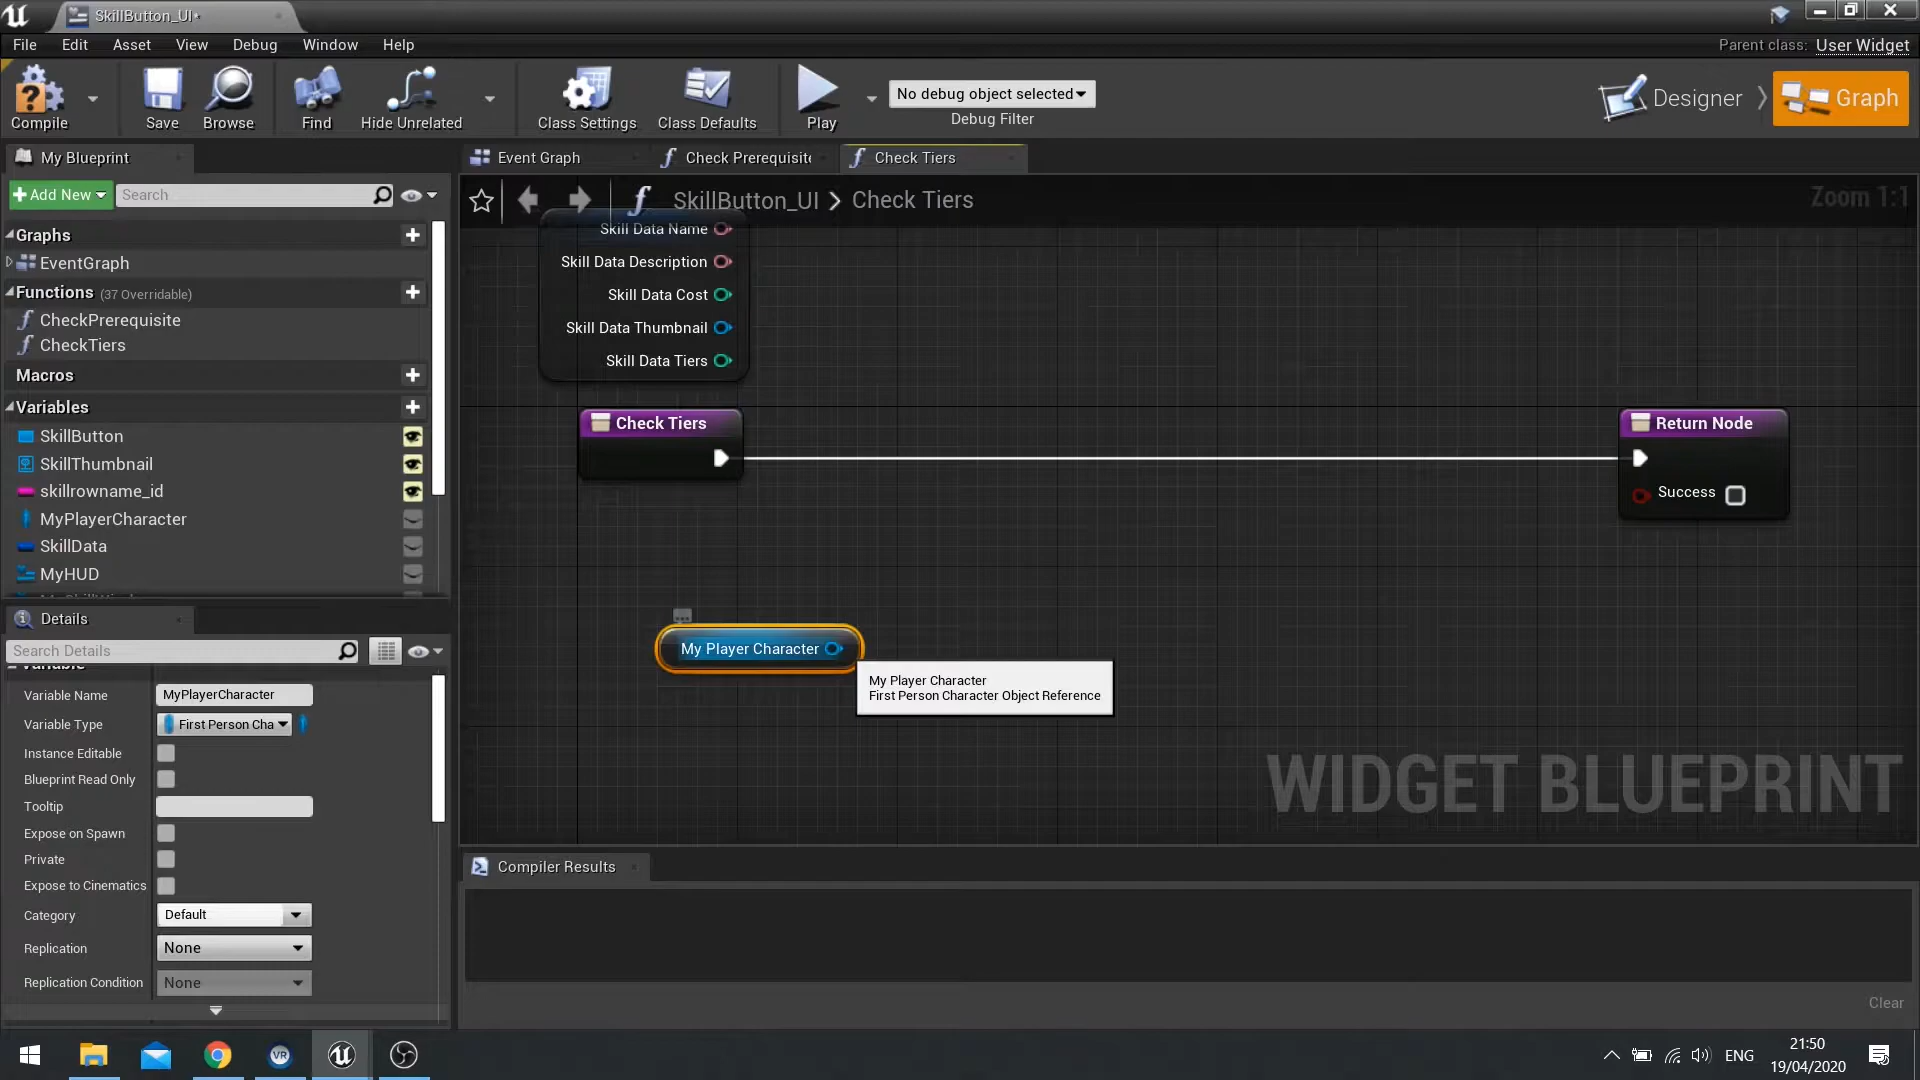 SkillButton_UI*
File Edit Asset View Debug Window Help
Parent class: User Widget
Compile
Save
Browse
Find
Hide Unrelated
Class Settings
Class Defaults
Play
No debug object selected
Debug Filter
Designer
Graph
My Blueprint
Add New
Search
Graphs
EventGraph
Functions (37 Overridable)
CheckPrerequisite
CheckTiers
Macros
Variables
SkillButton
SkillThumbnail
skillrowname_id
MyPlayerCharacter
SkillData
MyHUD
Details
Search Details
Variable
Variable Name MyPlayerCharacter
Variable Type First Person Cha
Instance Editable
Blueprint Read Only
Tooltip
Expose on Spawn
Private
Expose to Cinematics
Category Default
Replication None
Replication Condition None
Event Graph
Check Prerequisite
Check Tiers
SkillButton_UI > Check Tiers
Zoom 1:1
Skill Data Name
Skill Data Description
Skill Data Cost
Skill Data Thumbnail
Skill Data Tiers
Check Tiers
Return Node
Success
My Player Character
My Player Character
First Person Character Object Reference
WIDGET BLUEPRINT
Compiler Results
Clear
VR
ENG
21:50
19/04/2020